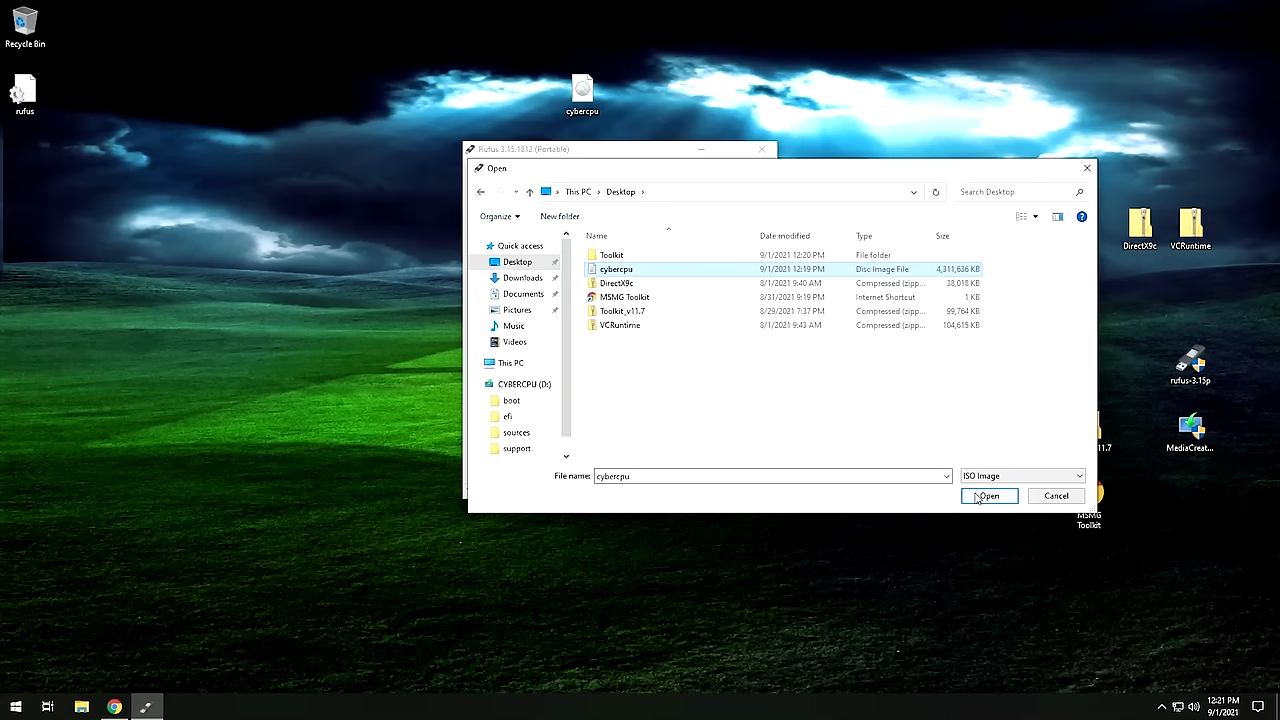 Recycle Bin
rufus
cybercpu
DirectX9c
VCRuntime
rufus-3.15p
MediaCreat...
11.7
MSMG
Toolkit
Rufus 3.15.1812 (Portable)
Open
This PC
Desktop
Search Desktop
Organize
New folder
Name
Date modified
Type
Size
Quick access
Desktop
Downloads
Documents
Pictures
Music
Videos
This PC
CYBERCPU (D:)
boot
efi
sources
support
Toolkit 9/1/2021 12:20 PM File folder
cybercpu 9/1/2021 12:19 PM Disc Image File 4,311,636 KB
DirectX9c 8/1/2021 9:40 AM Compressed (zipp... 38,018 KB
MSMG Toolkit 8/31/2021 9:19 PM Internet Shortcut 1 KB
Toolkit_v11.7 8/29/2021 7:37 PM Compressed (zipp... 99,764 KB
VCRuntime 8/1/2021 9:43 AM Compressed (zipp... 104,615 KB
File name: cybercpu
ISO Image
Open
Cancel
12:21 PM
9/1/2021